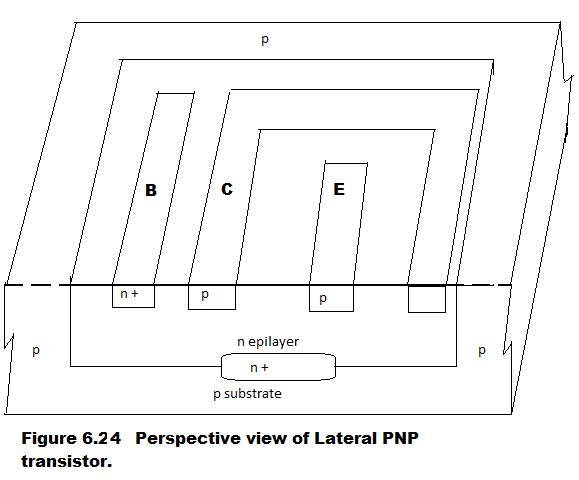 p
B
C
E
n +
p
p
n epilayer
p
p
n +
p substrate
Figure 6.24 Perspective view of Lateral PNP
transistor.